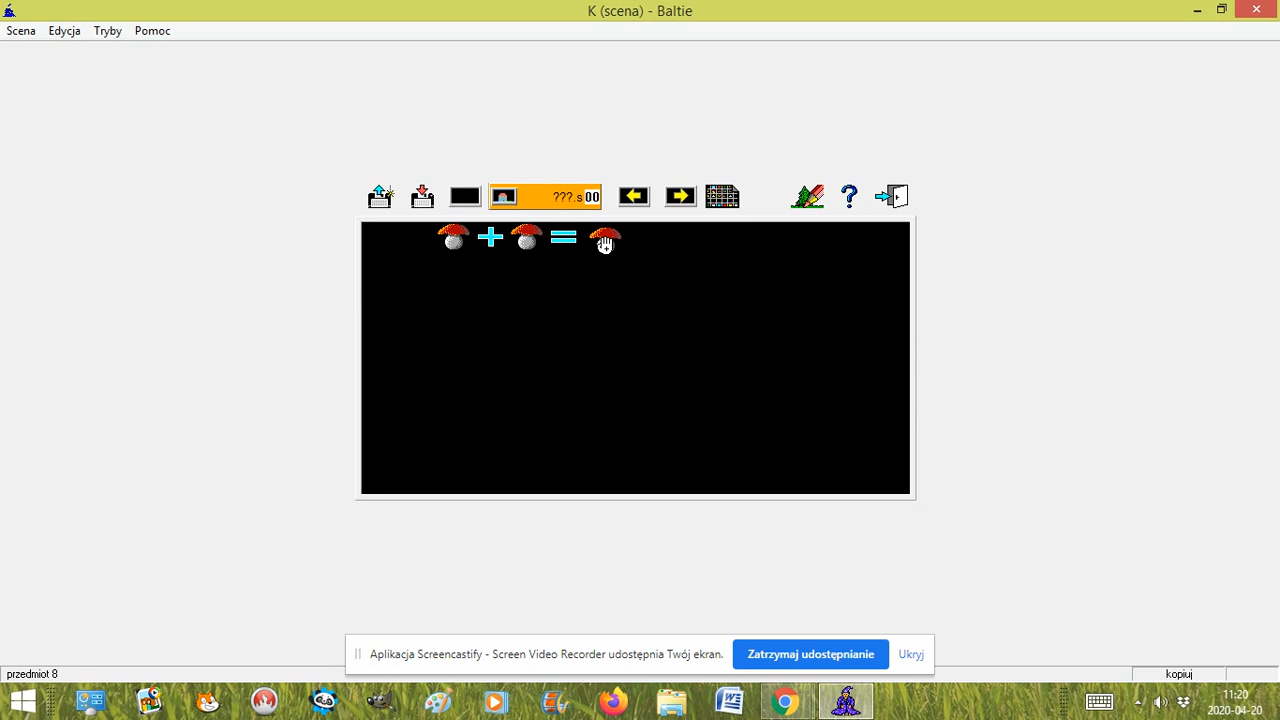 K (scena) - Baltie
Scena Edycja Tryby Pomoc
???.s 00 ?
+ =
Aplikacja Screencastify - Screen Video Recorder udostępnia Twój ekran. Zatrzymaj udostępnianie Ukryj
przedmiot 8 kopiuj
11:20
2020-04-20